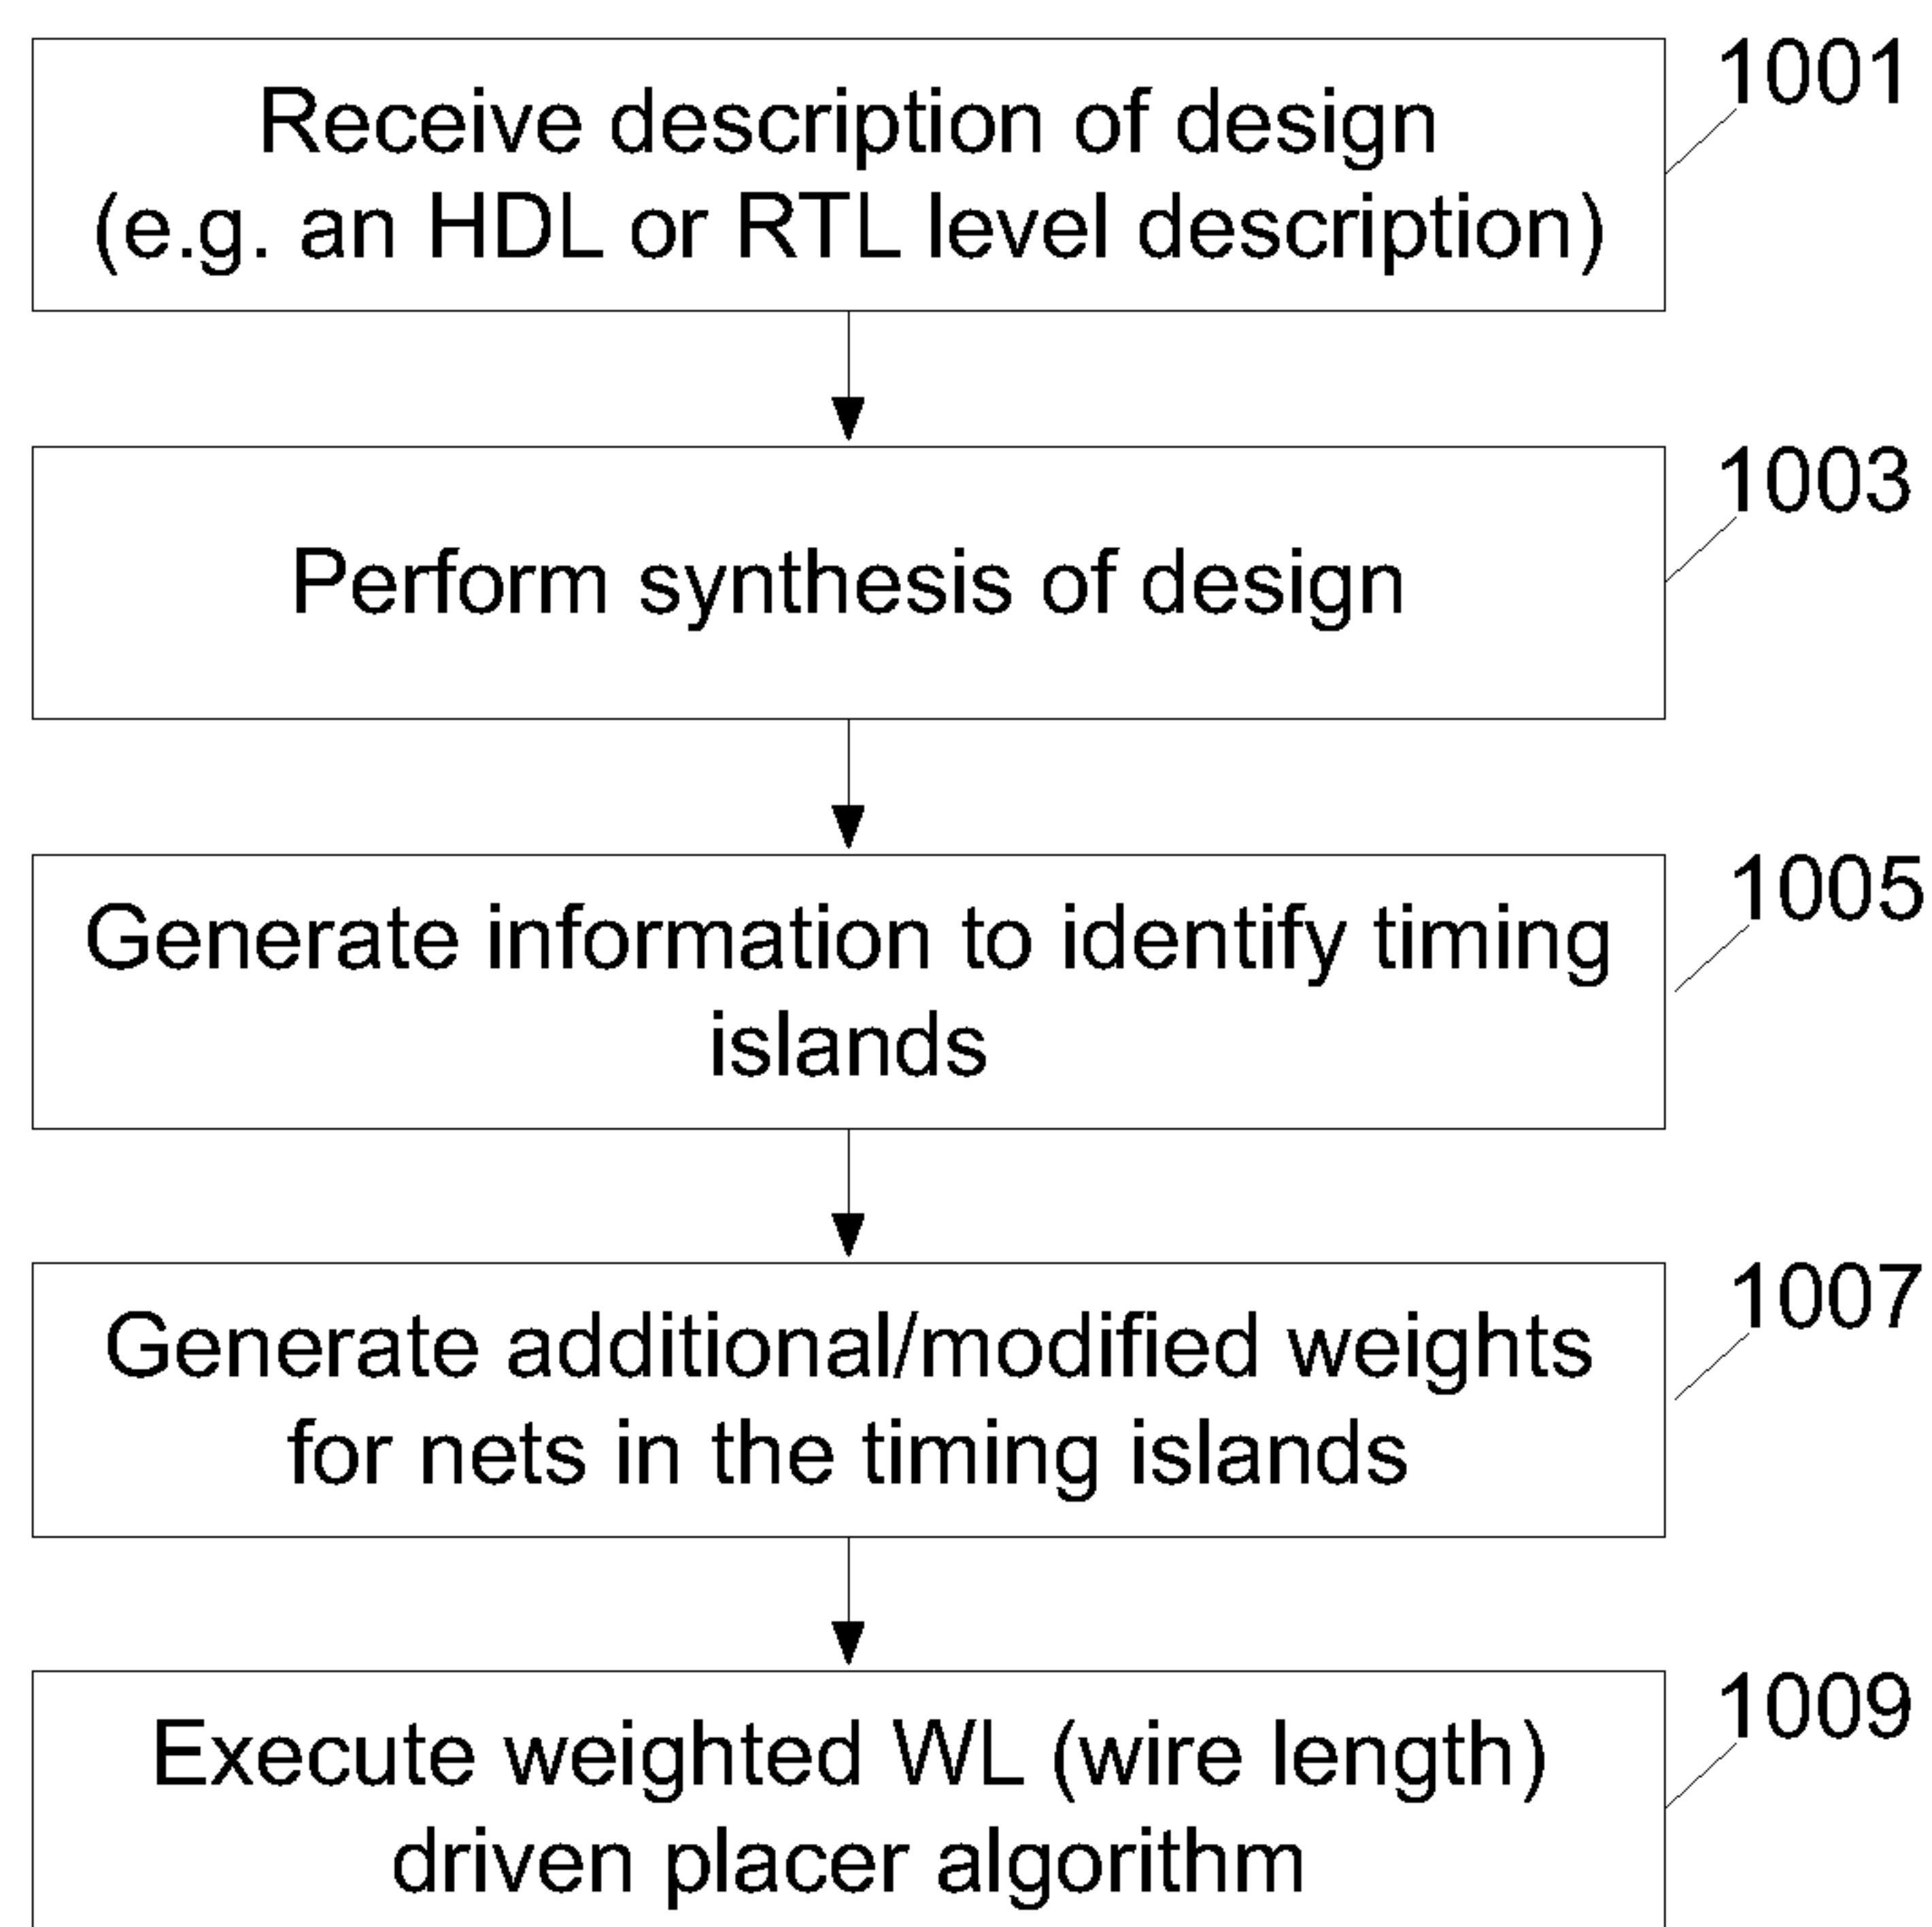 Receive description of design
(e.g. an HDL or RTL level description)
1001
Perform synthesis of design
1003
Generate information to identify timing
islands
1005
Generate additional/modified weights
for nets in the timing islands
1007
Execute weighted WL (wire length)
driven placer algorithm
1009